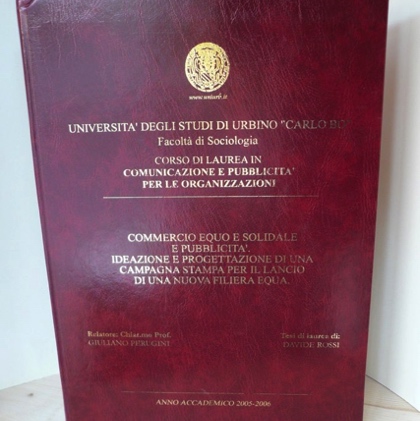 www.uniurb.it
UNIVERSITA' DEGLI STUDI DI URBINO "CARLO BO"
Facoltà di Sociologia
CORSO DI LAUREA IN
COMUNICAZIONE E PUBBLICITA'
PER LE ORGANIZZAZIONI
COMMERCIO EQUO E SOLIDALE
E PUBBLICITA'.
IDEAZIONE E PROGETTAZIONE DI UNA
CAMPAGNA STAMPA PER IL LANCIO
DI UNA NUOVA FILIERA EQUA.
Relatore: Chiar.mo Prof.
GIULIANO PERUGINI
Tesi di laurea di:
DAVIDE ROSSI
ANNO ACCADEMICO 2005-2006